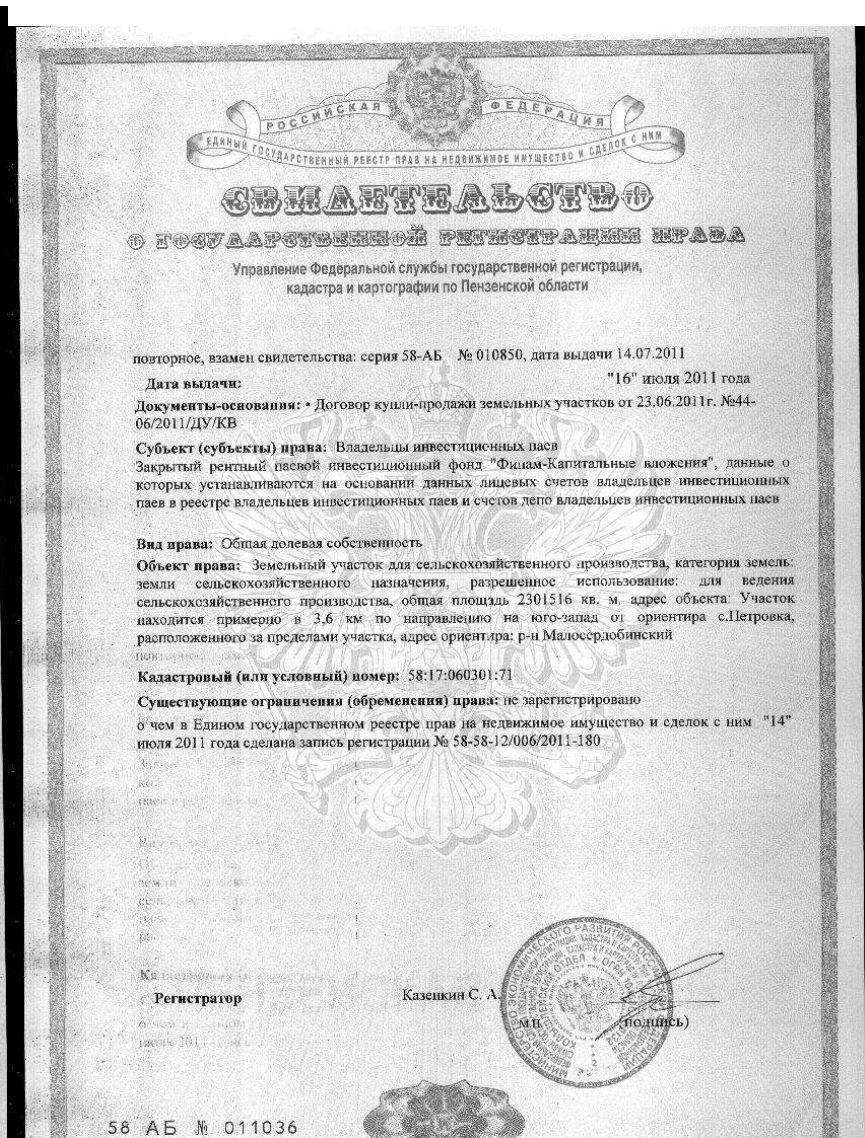 РОССИЙСКАЯ ФЕДЕРАЦИЯ
ЕДИНЫЙ ГОСУДАРСТВЕННЫЙ РЕЕСТР ПРАВ НА НЕДВИЖИМОЕ ИМУЩЕСТВО И СДЕЛОК С НИМ
СВИДЕТЕЛЬСТВО
О ГОСУДАРСТВЕННОЙ РЕГИСТРАЦИИ ПРАВА
Управление Федеральной службы государственной регистрации,
кадастра и картографии по Пензенской области
повторное, взамен свидетельства: серия 58-АБ № 010850, дата выдачи 14.07.2011
Дата выдачи: "16" июля 2011 года
Документы-основания: • Договор купли-продажи земельных участков от 23.06.2011г. №44-
06/2011/ДУ/КВ
Субъект (субъекты) права: Владельцы инвестиционных паев
Закрытый рентный паевой инвестиционный фонд "Финам-Капитальные вложения", данные о
которых устанавливаются на основании данных лицевых счетов владельцев инвестиционных
паев в реестре владельцев инвестиционных паев и счетов депо владельцев инвестиционных паев
Вид права: Общая долевая собственность
Объект права: Земельный участок для сельскохозяйственного производства, категория земель:
земли сельскохозяйственного назначения, разрешенное использование: для ведения
сельскохозяйственного производства, общая площадь 2301516 кв. м, адрес объекта: Участок
находится примерно в 3,6 км по направлению на юго-запад от ориентира с.Петровка,
расположенного за пределами участка, адрес ориентира: р-н Малосердобинский
Кадастровый (или условный) номер: 58:17:060301:71
Существующие ограничения (обременения) права: не зарегистрировано
о чем в Едином государственном реестре прав на недвижимое имущество и сделок с ним "14"
июля 2011 года сделана запись регистрации № 58-58-12/006/2011-180
Регистратор Казенкин С. А.
м.п. (подпись)
58 АБ № 011036